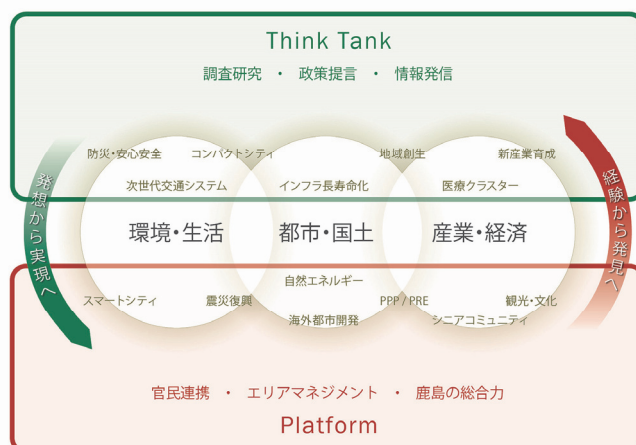 Think Tank
調査研究 ・ 政策提言 ・ 情報発信
防災・安心安全 コンパクトシティ 地域創生 新産業育成
次世代交通システム インフラ長寿命化 医療クラスター
発想から実現へ
環境・生活 都市・国土 産業・経済
経験から発見へ
自然エネルギー
スマートシティ 震災復興 PPP / PRE 観光・文化
海外都市開発 シニアコミュニティ
官民連携 ・ エリアマネジメント ・ 鹿島の総合力
Platform